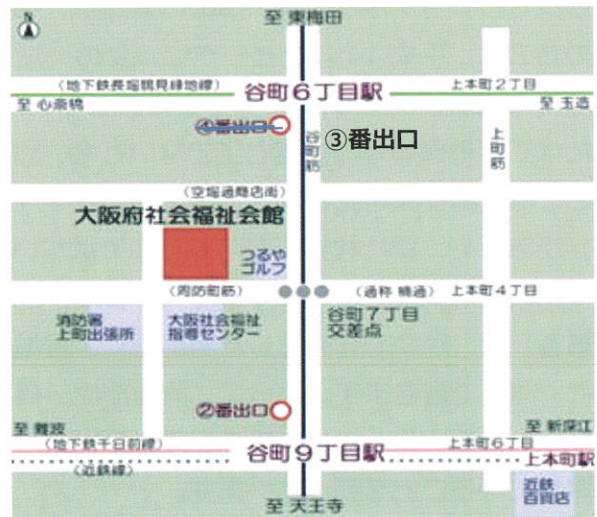 N
至 東梅田
(地下鉄長堀鶴見緑地線)
谷町6丁目駅
上本町2丁目
至 心斎橋
至 玉造
④番出口
谷町筋
③番出口
上町筋
(空堀通商店街)
大阪府社会福祉会館
つるや
ゴルフ
(周防町筋)
(通称 楠通)
上本町4丁目
消防署
上町出張所
大阪社会福祉
指導センター
谷町7丁目
交差点
②番出口
至 難波
至 新深江
(地下鉄千日前線)
谷町9丁目駅
上本町6丁目
上本町駅
(近鉄線)
近鉄
百貨店
至 天王寺